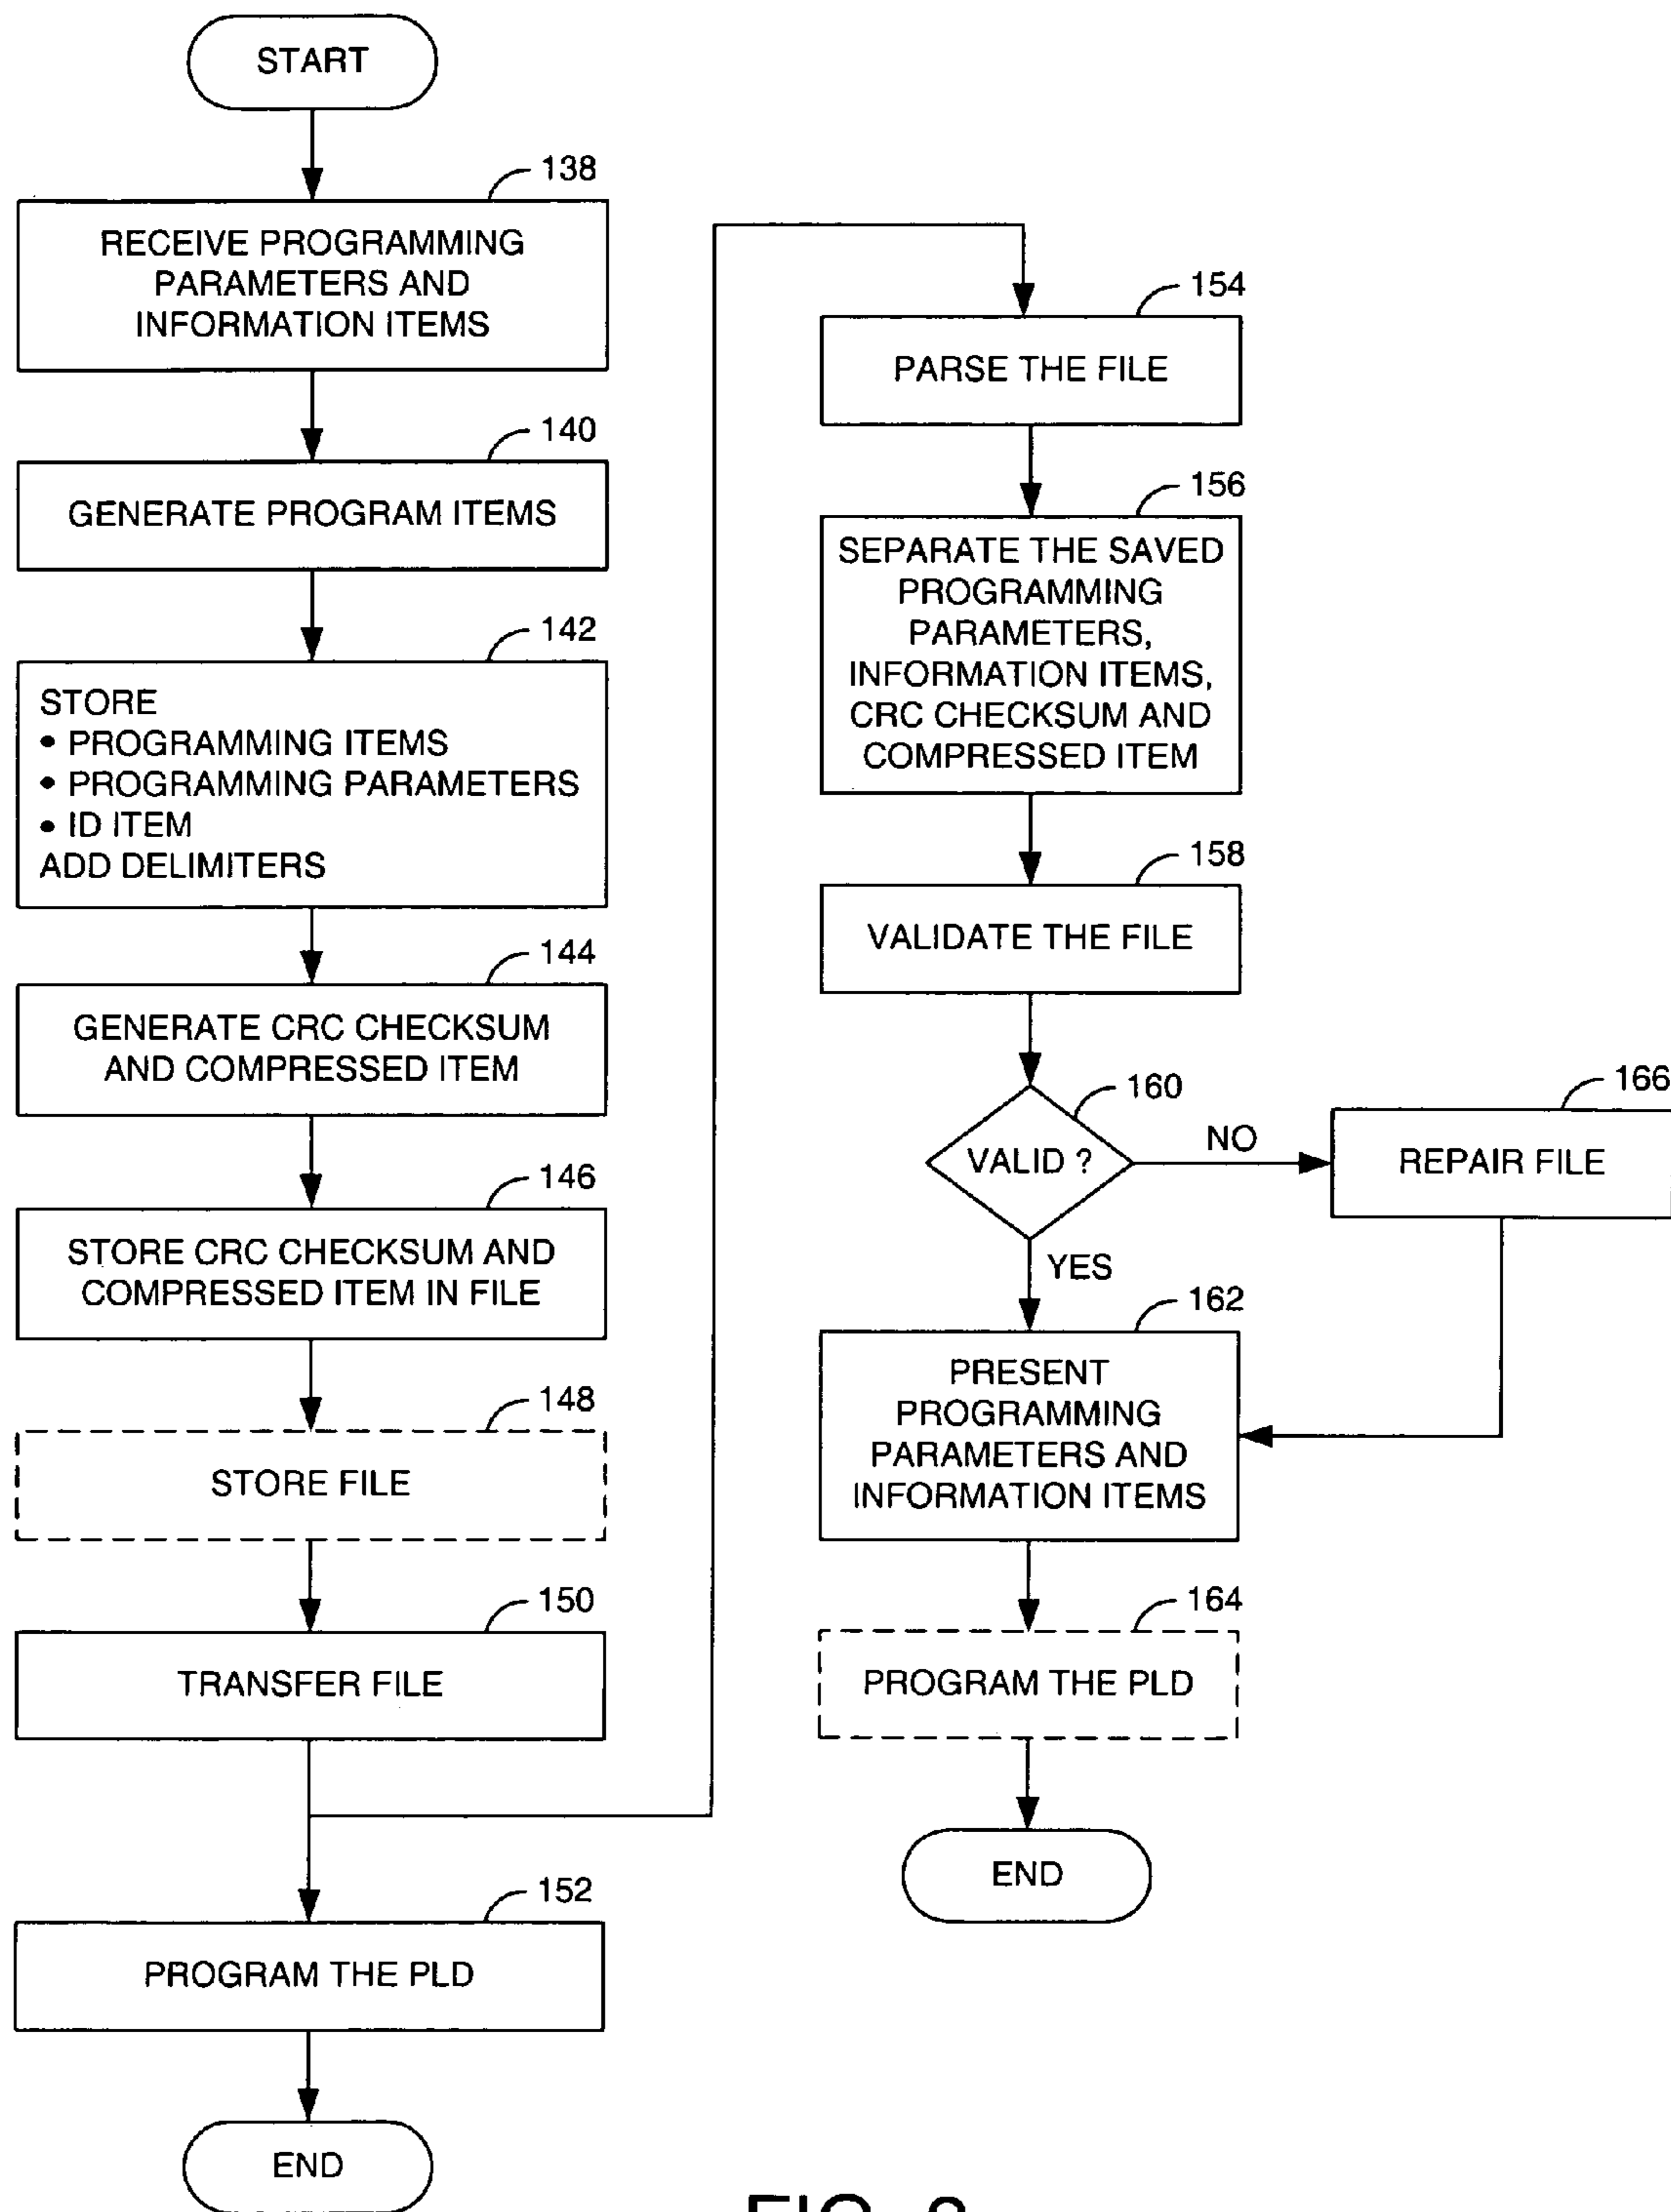 START
138
RECEIVE PROGRAMMING
PARAMETERS AND
INFORMATION ITEMS
140
GENERATE PROGRAM ITEMS
142
STORE
• PROGRAMMING ITEMS
• PROGRAMMING PARAMETERS
• ID ITEM
ADD DELIMITERS
144
GENERATE CRC CHECKSUM
AND COMPRESSED ITEM
146
STORE CRC CHECKSUM AND
COMPRESSED ITEM IN FILE
148
STORE FILE
150
TRANSFER FILE
152
PROGRAM THE PLD
END
154
PARSE THE FILE
156
SEPARATE THE SAVED
PROGRAMMING
PARAMETERS,
INFORMATION ITEMS,
CRC CHECKSUM AND
COMPRESSED ITEM
158
VALIDATE THE FILE
160
VALID ?
NO
166
REPAIR FILE
YES
162
PRESENT
PROGRAMMING
PARAMETERS AND
INFORMATION ITEMS
164
PROGRAM THE PLD
END